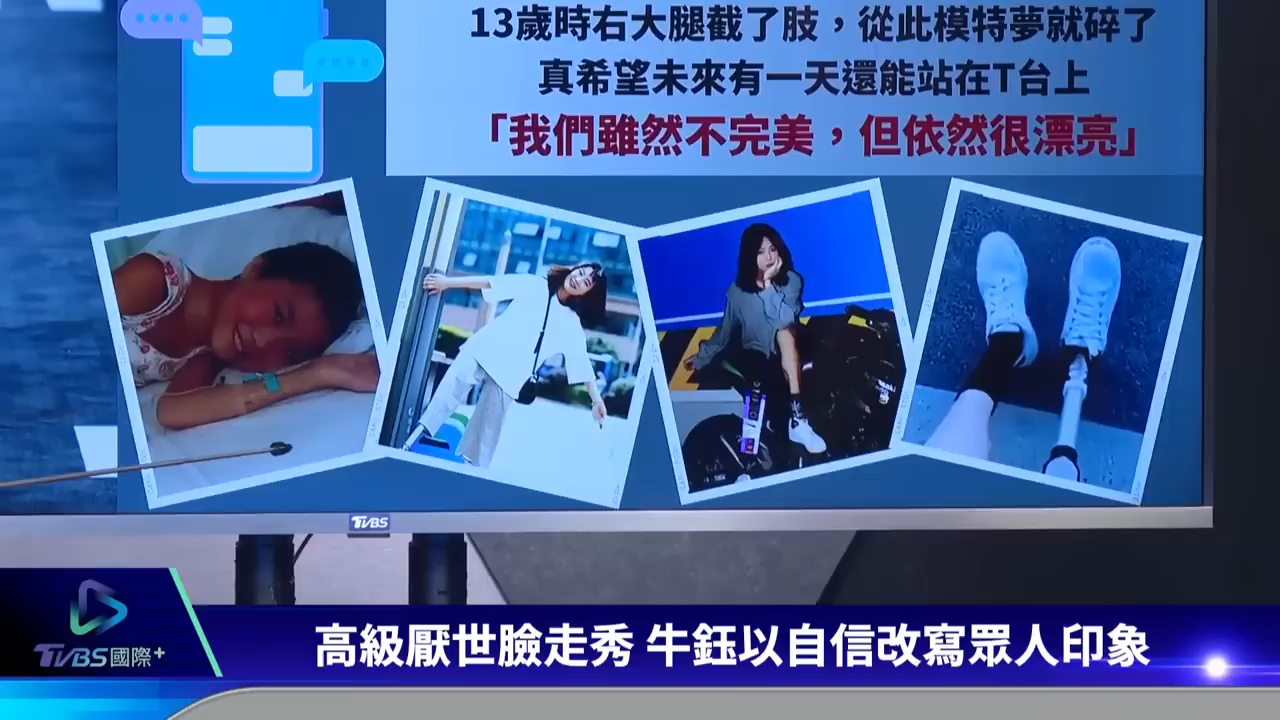 13歲時右大腿截了肢，從此模特夢就碎了
真希望未來有一天還能站在T台上
「我們雖然不完美，但依然很漂亮」
TVBS
高級厭世臉走秀 牛鈺以自信改寫眾人印象
TVBS國際+